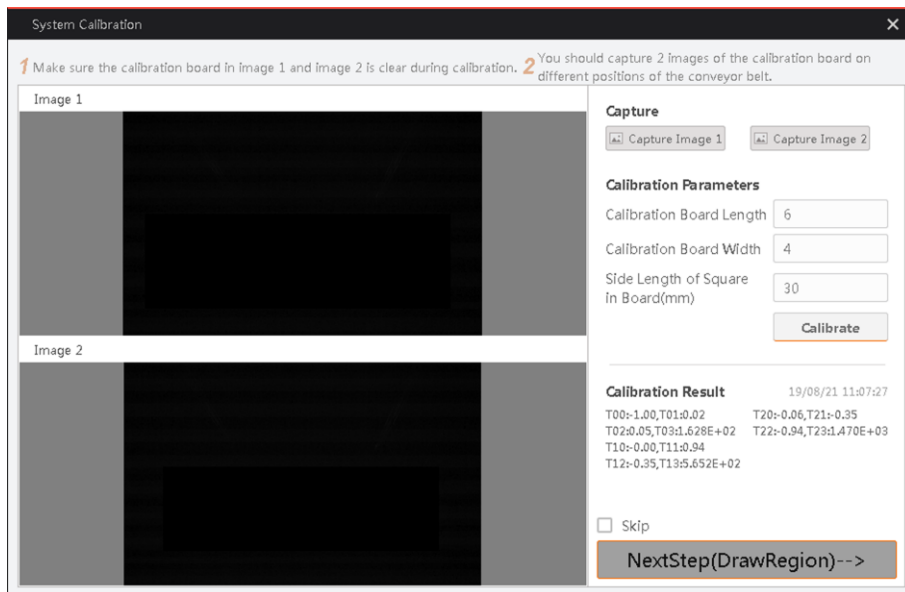 System Calibration
1 Make sure the calibration board in image 1 and image 2 is clear during calibration.
2 You should capture 2 images of the calibration board on
different positions of the conveyor belt.
Image 1
Image 2
Capture
Capture Image 1
Capture Image 2
Calibration Parameters
Calibration Board Length 6
Calibration Board Width 4
Side Length of Square
in Board(mm)
30
Calibrate
Calibration Result 19/08/21 11:07:27
T00:-1.00,T01:0.02
T02:0.05,T03:1.628E+02
T10:-0.00,T11:0.94
T12:-0.35,T13:5.652E+02
T20:-0.06,T21:-0.35
T22:-0.94,T23:1.470E+03
Skip
NextStep(DrawRegion)-->